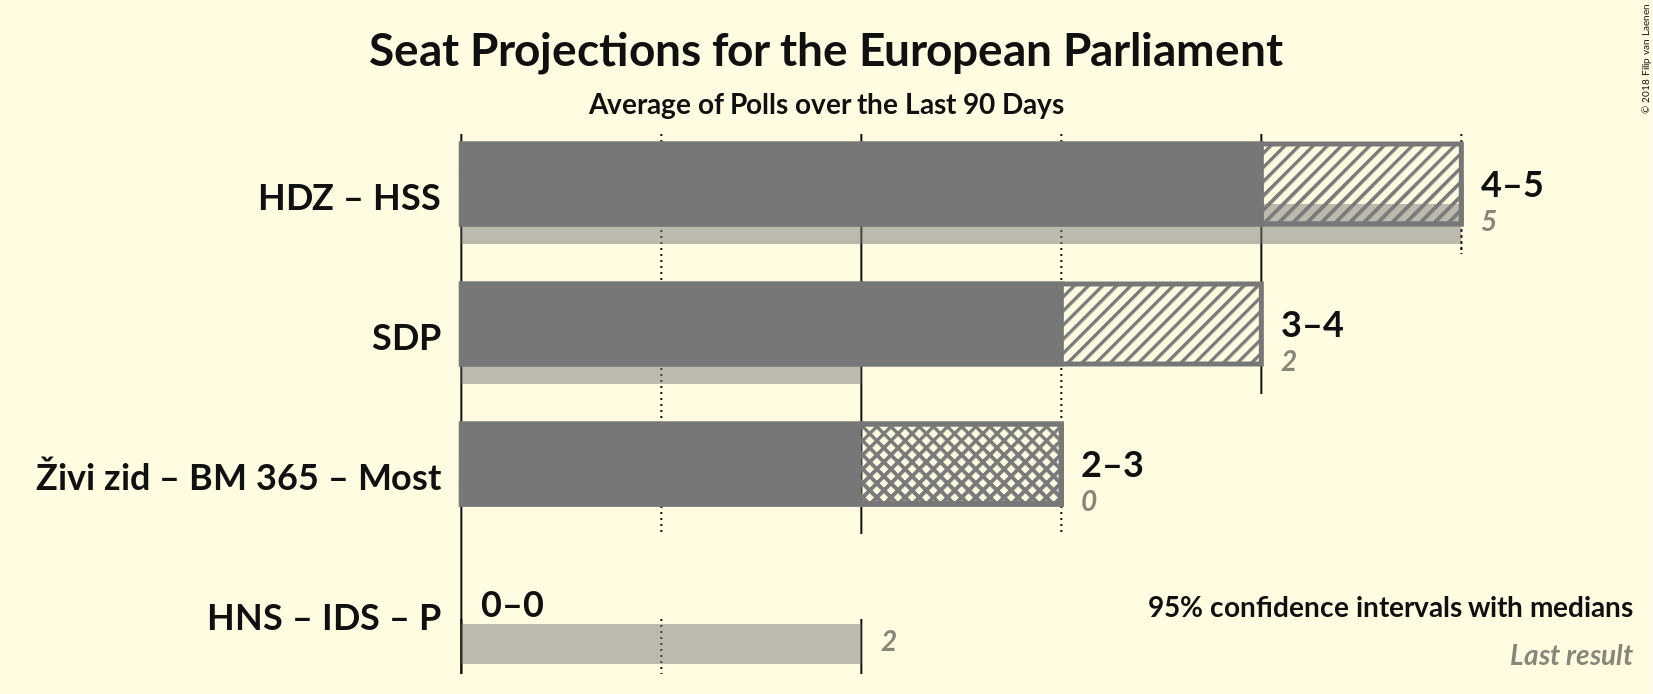 Seat Projections for the European Parliament
Average of Polls over the Last 90 Days
HDZ – HSS
4–5
5
SDP
3–4
2
Živi zid – BM 365 – Most
2–3
0
HNS – IDS – P
0–0
2
95% confidence intervals with medians
Last result
© 2018 Filip van Laenen